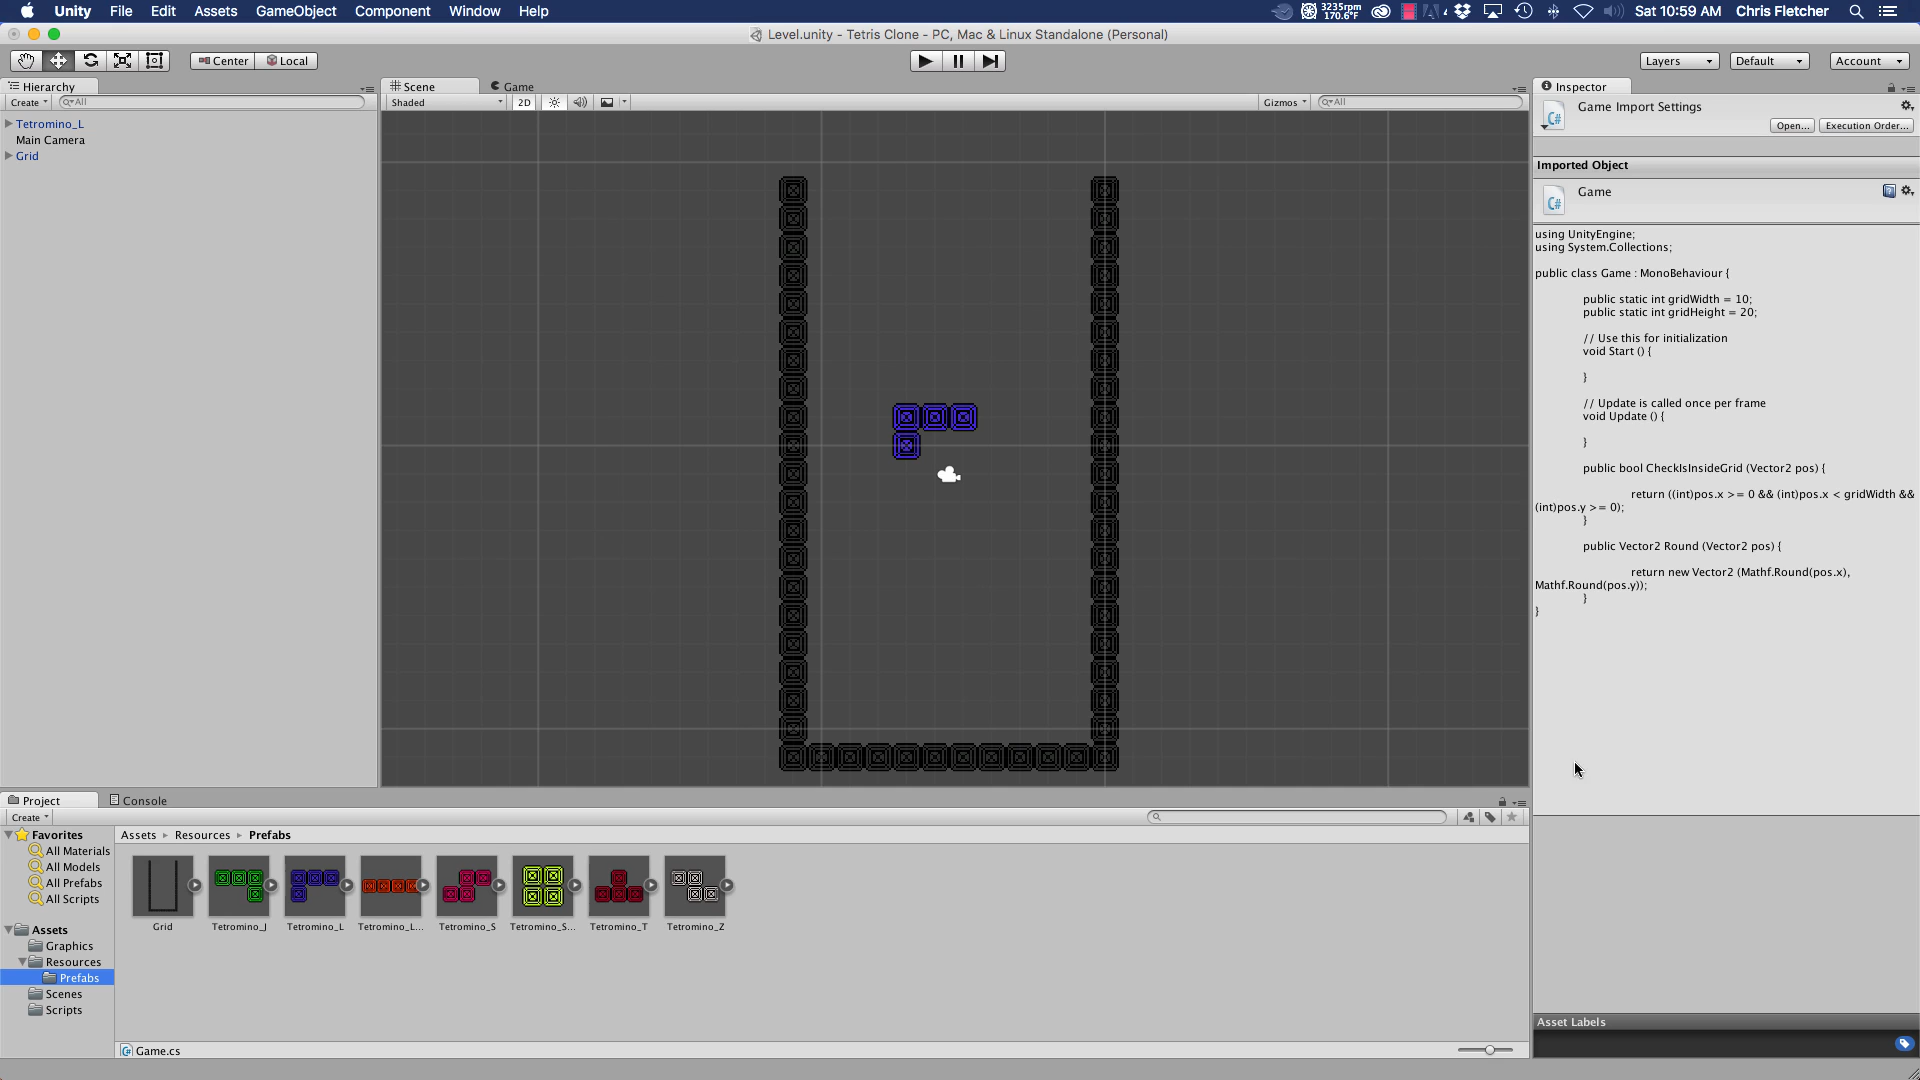 Unity File Edit Assets GameObject Component Window Help
3235rpm
170.6°F
4
Sat 10:59 AM Chris Fletcher
Level.unity - Tetris Clone - PC, Mac & Linux Standalone (Personal)
Center Local
Layers Default Account
Hierarchy
Create All
Tetromino_L
Main Camera
Grid
Scene Game
Shaded 2D Gizmos All
Inspector
Game Import Settings
Open... Execution Order...
Imported Object
Game
C#
using UnityEngine;
using System.Collections;
public class Game : MonoBehaviour {
public static int gridWidth = 10;
public static int gridHeight = 20;
// Use this for initialization
void Start () {
}
// Update is called once per frame
void Update () {
}
public bool CheckIsInsideGrid (Vector2 pos) {
return ((int)pos.x >= 0 && (int)pos.x < gridWidth &&
(int)pos.y >= 0);
}
public Vector2 Round (Vector2 pos) {
return new Vector2 (Mathf.Round(pos.x),
Mathf.Round(pos.y));
}
}
Project Console
Create
Favorites
All Materials
All Models
All Prefabs
All Scripts
Assets
Graphics
Resources
Prefabs
Scenes
Scripts
Assets Resources Prefabs
Grid Tetromino_J Tetromino_L Tetromino_L... Tetromino_S Tetromino_S... Tetromino_T Tetromino_Z
Game.cs
Asset Labels